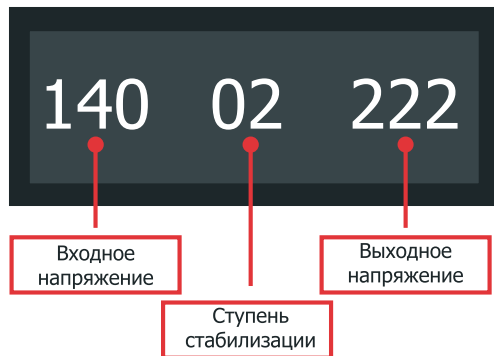 140 02 222
Входное
напряжение
Выходное
напряжение
Ступень
стабилизации